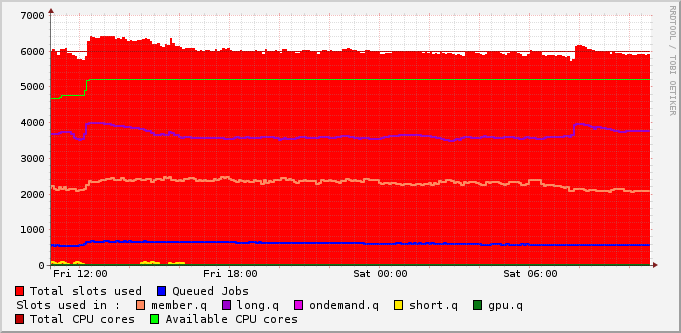 7000
6000
5000
4000
3000
2000
1000
0
Fri 12:00 Fri 18:00 Sat 00:00 Sat 06:00
Total slots used Queued Jobs
Slots used in : member.q long.q ondemand.q short.q gpu.q
Total CPU cores Available CPU cores
RRDTOOL / TOBI OETIKER